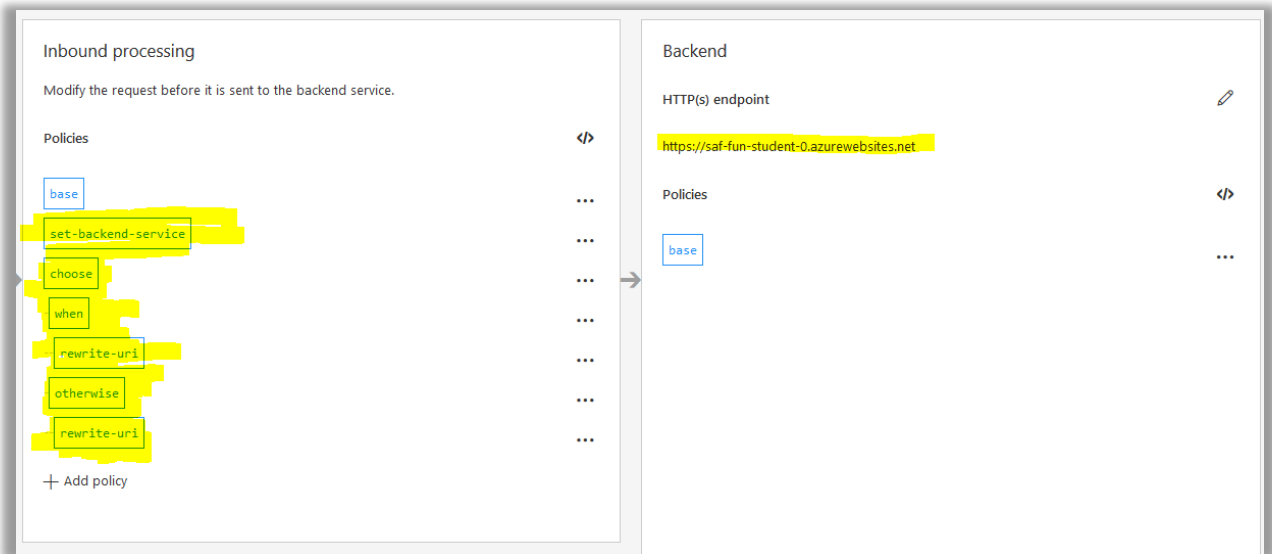 Inbound processing
Modify the request before it is sent to the backend service.
Policies </>
base ...
set-backend-service ...
choose ...
when ...
rewrite-uri ...
otherwise ...
rewrite-uri ...
+ Add policy
Backend
HTTP(s) endpoint
https://saf-fun-student-0.azurewebsites.net
Policies </>
base ...